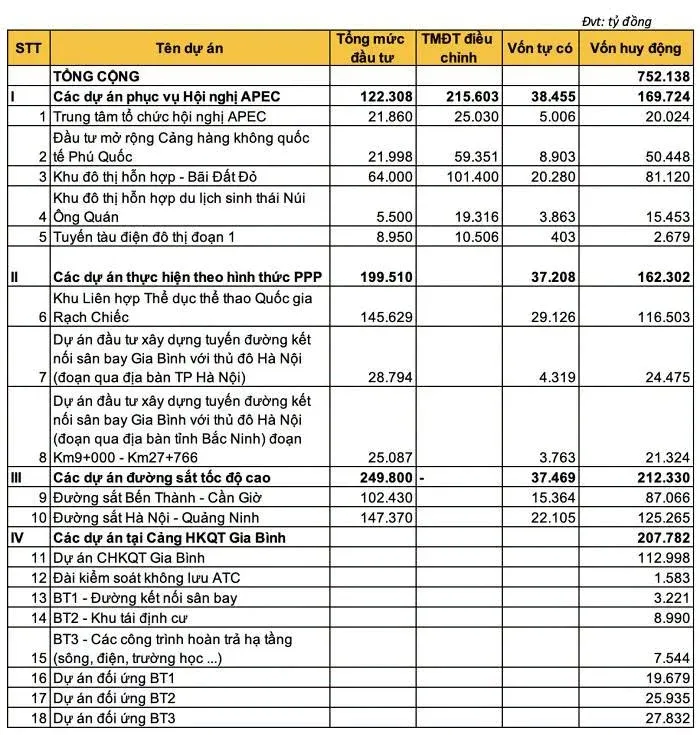 Đvt: tỷ đồng
STT Tên dự án Tổng mức đầu tư TMĐT điều chỉnh Vốn tự có Vốn huy động
TỔNG CỘNG 752.138
I Các dự án phục vụ Hội nghị APEC 122.308 215.603 38.455 169.724
1 Trung tâm tổ chức hội nghị APEC 21.860 25.030 5.006 20.024
Đầu tư mở rộng Cảng hàng không quốc
2 tế Phú Quốc 21.998 59.351 8.903 50.448
3 Khu đô thị hỗn hợp - Bãi Đất Đỏ 64.000 101.400 20.280 81.120
Khu đô thị hỗn hợp du lịch sinh thái Núi
4 Ông Quán 5.500 19.316 3.863 15.453
5 Tuyến tàu điện đô thị đoạn 1 8.950 10.506 403 2.679
II Các dự án thực hiện theo hình thức PPP 199.510 37.208 162.302
Khu Liên hợp Thể dục thể thao Quốc gia
6 Rạch Chiếc 145.629 29.126 116.503
Dự án đầu tư xây dựng tuyến đường kết
nối sân bay Gia Bình với thủ đô Hà Nội
7 (đoạn qua địa bàn TP Hà Nội) 28.794 4.319 24.475
Dự án đầu tư xây dựng tuyến đường kết
nối sân bay Gia Bình với thủ đô Hà Nội
(đoạn qua địa bàn tỉnh Bắc Ninh) đoạn
8 Km9+000 - Km27+766 25.087 3.763 21.324
III Các dự án đường sắt tốc độ cao 249.800 - 37.469 212.330
9 Đường sắt Bến Thành - Cần Giờ 102.430 15.364 87.066
10 Đường sắt Hà Nội - Quảng Ninh 147.370 22.105 125.265
IV Các dự án tại Cảng HKQT Gia Bình 207.782
11 Dự án CHKQT Gia Bình 112.998
12 Đài kiểm soát không lưu ATC 1.583
13 BT1 - Đường kết nối sân bay 3.221
14 BT2 - Khu tái định cư 8.990
BT3 - Các công trình hoàn trả hạ tầng
15 (sông, điện, trường học ...) 7.544
16 Dự án đối ứng BT1 19.679
17 Dự án đối ứng BT2 25.935
18 Dự án đối ứng BT3 27.832